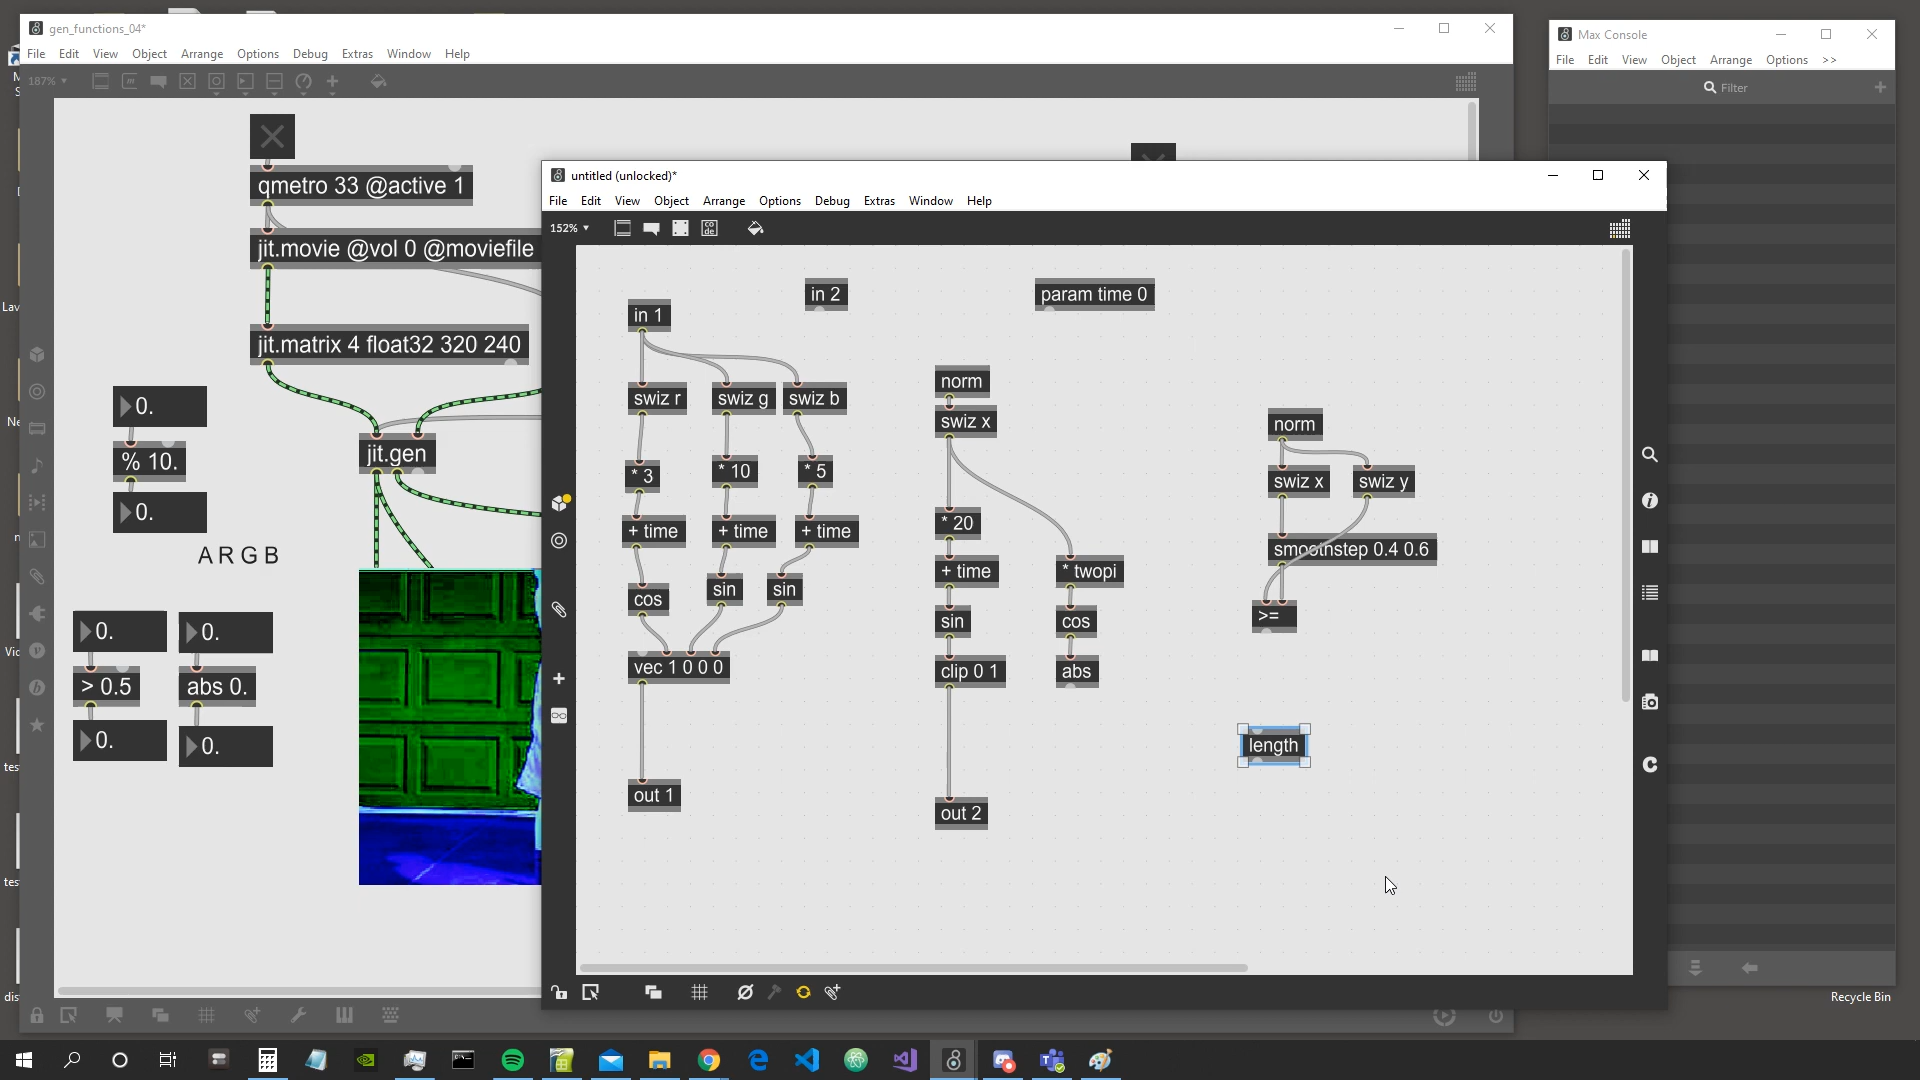 gen_functions_04*
File Edit View Object Arrange Options Debug Extras Window Help
187%
qmetro 33 @active 1
jit.movie @vol 0 @moviefile
jit.matrix 4 float32 320 240
0.
% 10.
0.
jit.gen
A R G B
0.
0.
> 0.5
abs 0.
0.
0.
untitled (unlocked)*
File Edit View Object Arrange Options Debug Extras Window Help
152%
in 1
in 2
param time 0
swiz r
swiz g
swiz b
* 3
* 10
* 5
+ time
+ time
+ time
cos
sin
sin
vec 1 0 0 0
out 1
norm
swiz x
* 20
+ time
* twopi
sin
cos
clip 0 1
abs
out 2
norm
swiz x
swiz y
smoothstep 0.4 0.6
>=
length
Max Console
File Edit View Object Arrange Options >>
Filter
Recycle Bin